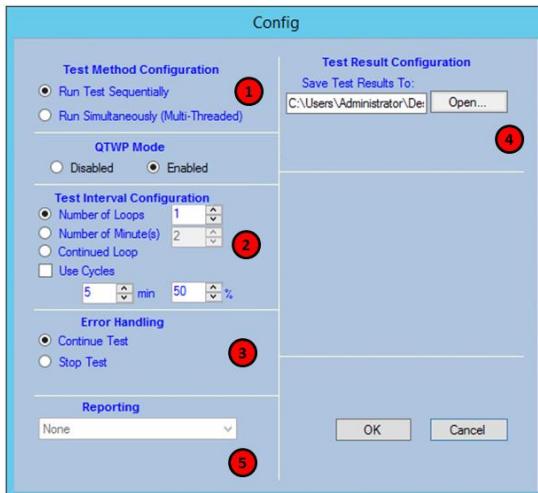 Config
Test Method Configuration
1
Run Test Sequentially
Run Simultaneously (Multi-Threaded)
QTWP Mode
Disabled
Enabled
Test Interval Configuration
Number of Loops
1
Number of Minute(s)
2
2
Continued Loop
Use Cycles
5
min
50
%
Error Handling
Continue Test
3
Stop Test
Reporting
None
5
Test Result Configuration
Save Test Results To:
C:\Users\Administrator\De:
Open...
4
OK
Cancel